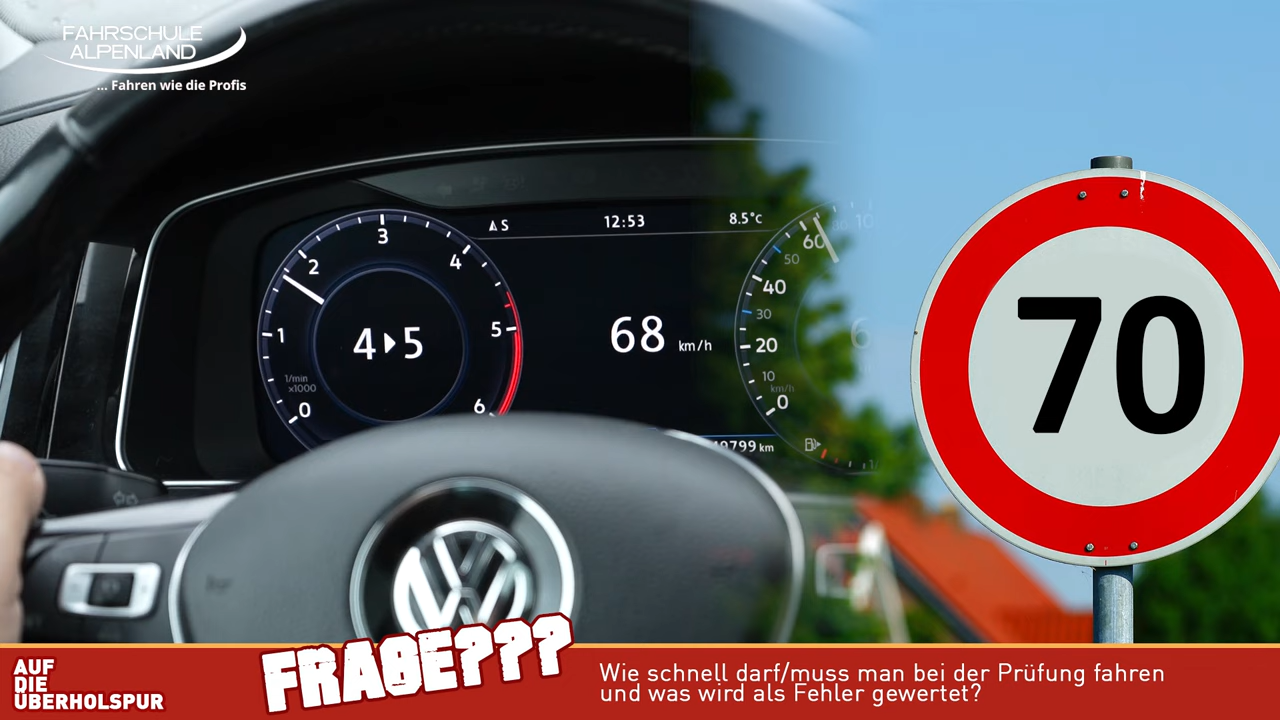 FAHRSCHULE
ALPENLAND
... Fahren wie die Profis
3
2
4
1
5
0
6
1/min
x1000
4▸5
S
12:53
8.5°C
68 km/h
60
50
40
30
20
10
km/h
0
9799 km
70
AUF
DIE
ÜBERHOLSPUR
FRAGE???
Wie schnell darf/muss man bei der Prüfung fahren
und was wird als Fehler gewertet?